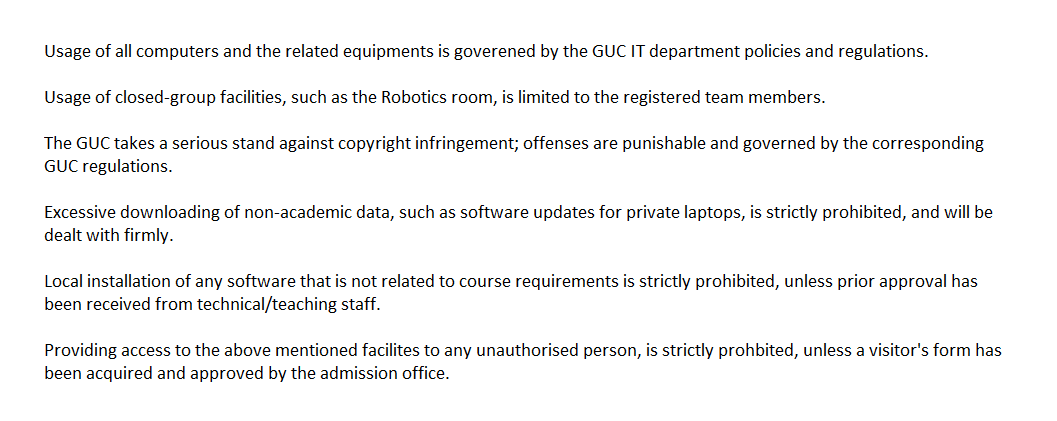 Usage of all computers and the related equipments is goverened by the GUC IT department policies and regulations.
Usage of closed-group facilities, such as the Robotics room, is limited to the registered team members.
The GUC takes a serious stand against copyright infringement; offenses are punishable and governed by the corresponding
GUC regulations.
Excessive downloading of non-academic data, such as software updates for private laptops, is strictly prohibited, and will be
dealt with firmly.
Local installation of any software that is not related to course requirements is strictly prohibited, unless prior approval has
been received from technical/teaching staff.
Providing access to the above mentioned facilites to any unauthorised person, is strictly prohbited, unless a visitor's form has
been acquired and approved by the admission office.